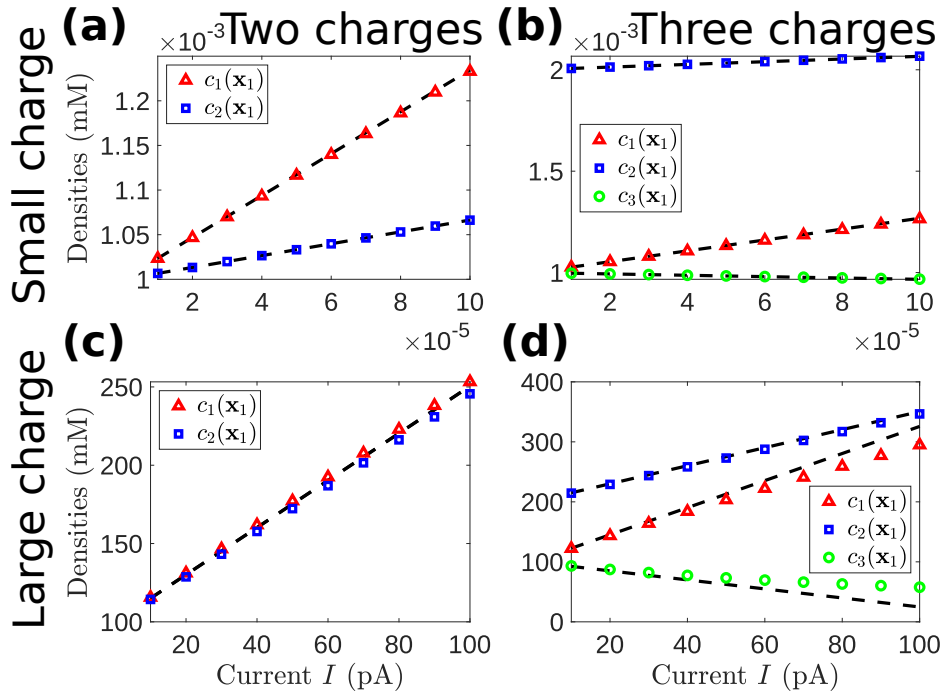 Two charges
Three charges
Small charge
Large charge
(a)
×10⁻³
Densities (mM)
1.2
1.15
1.1
1.05
1
2
4
6
8
10
×10⁻⁵
c₁(x₁)
c₂(x₁)
(b)
×10⁻³
2
1.5
1
2
4
6
8
10
×10⁻⁵
c₁(x₁)
c₂(x₁)
c₃(x₁)
(c)
Densities (mM)
250
200
150
100
20
40
60
80
100
Current I (pA)
c₁(x₁)
c₂(x₁)
(d)
400
300
200
100
0
20
40
60
80
100
Current I (pA)
c₁(x₁)
c₂(x₁)
c₃(x₁)